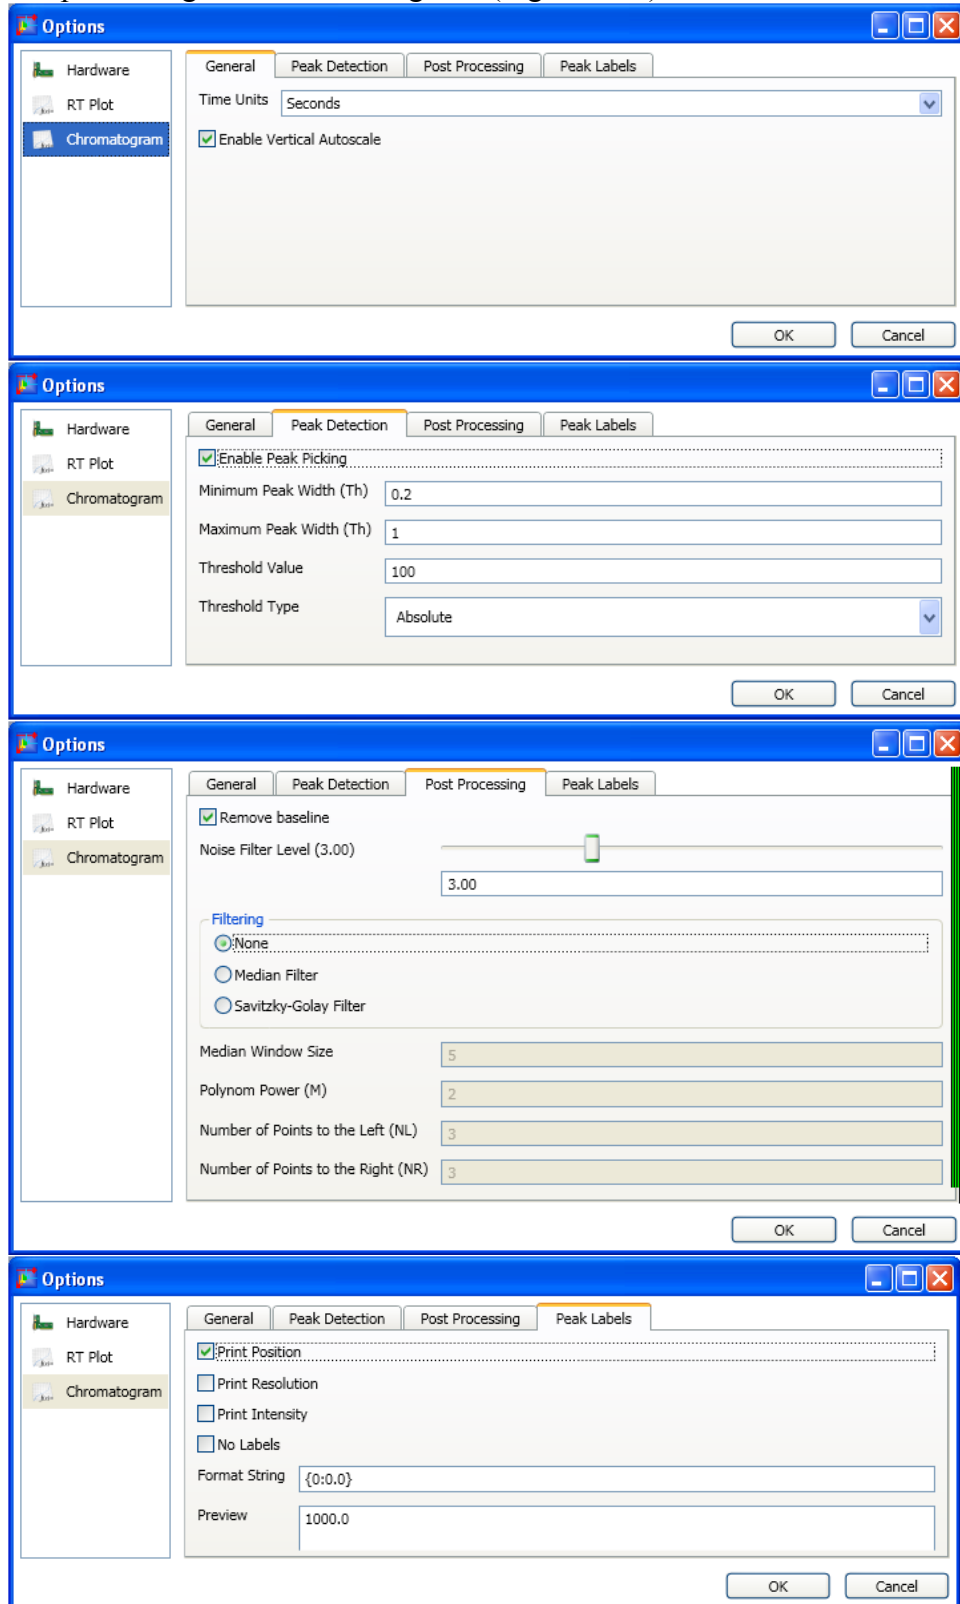 Options
Hardware
RT Plot
Chromatogram
General Peak Detection Post Processing Peak Labels
Time Units Seconds
Enable Vertical Autoscale
OK Cancel
Options
Hardware
RT Plot
Chromatogram
General Peak Detection Post Processing Peak Labels
Enable Peak Picking
Minimum Peak Width (Th) 0.2
Maximum Peak Width (Th) 1
Threshold Value 100
Threshold Type Absolute
OK Cancel
Options
Hardware
RT Plot
Chromatogram
General Peak Detection Post Processing Peak Labels
Remove baseline
Noise Filter Level (3.00)
3.00
Filtering
None
Median Filter
Savitzky-Golay Filter
Median Window Size 5
Polynom Power (M) 2
Number of Points to the Left (NL) 3
Number of Points to the Right (NR) 3
OK Cancel
Options
Hardware
RT Plot
Chromatogram
General Peak Detection Post Processing Peak Labels
Print Position
Print Resolution
Print Intensity
No Labels
Format String {0:0.0}
Preview 1000.0
OK Cancel